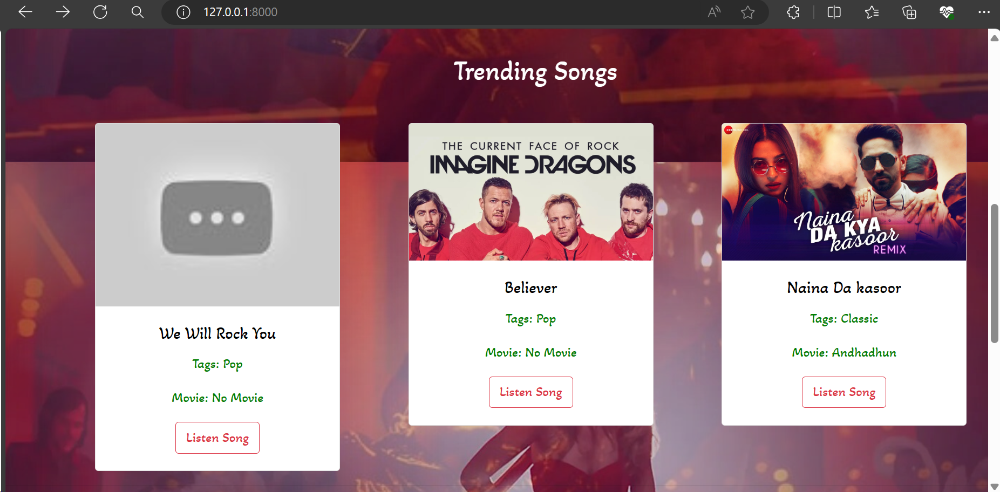 127.0.0.1:8000
Trending Songs
We Will Rock You
Tags: Pop
Movie: No Movie
Listen Song
THE CURRENT FACE OF ROCK
IMAGINE DRAGONS
Believer
Tags: Pop
Movie: No Movie
Listen Song
Naina
DA KYA
kasoor
REMIX
Naina Da kasoor
Tags: Classic
Movie: Andhadhun
Listen Song